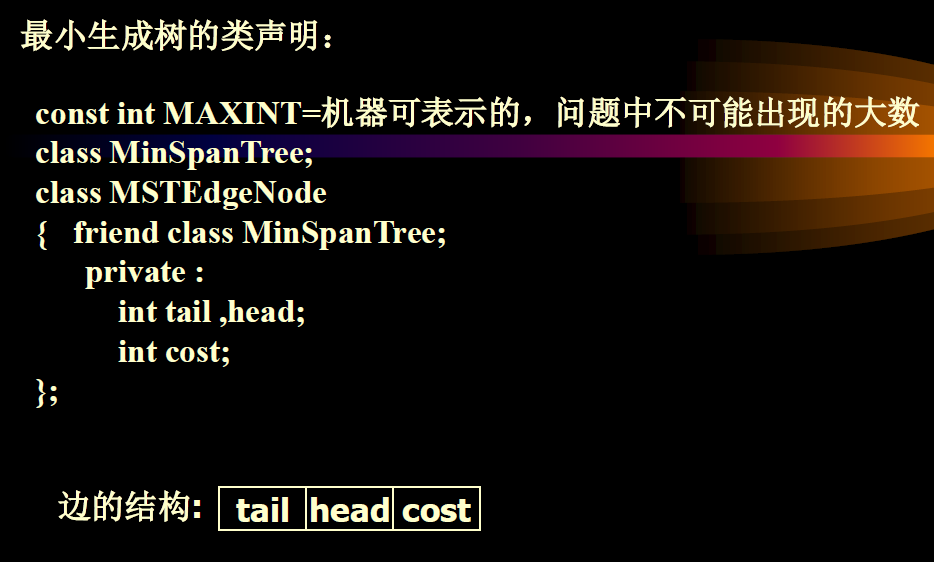 最小生成树的类声明：
const int MAXINT=机器可表示的，问题中不可能出现的大数
class MinSpanTree;
class MSTEdgeNode
{ friend class MinSpanTree;
private :
int tail ,head;
int cost;
};
边的结构: tail head cost